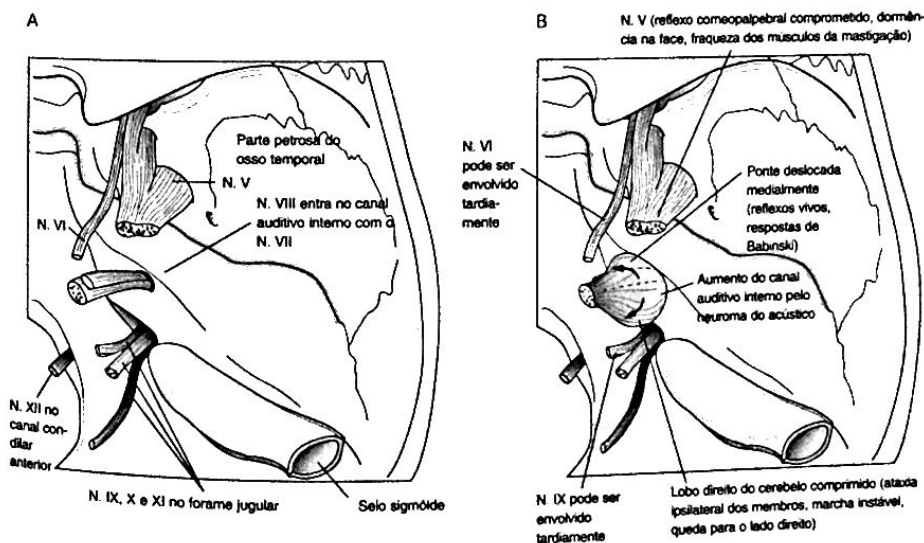 A
Parte petrosa do
osso temporal
N. V
N. VIII entra no canal
auditivo interno com o
N. VII
N. VI
N. XII no
canal con-
dilar
anterior
N. IX, X e XI no forame jugular
Seio sigmóide
B
N. V (reflexo corneopalpebral comprometido, dormên-
cia na face, fraqueza dos músculos da mastigação)
N. VI
pode ser
envolvido
tardia-
mente
Ponte deslocada
medialmente
(reflexos vivos,
respostas de
Babinski)
Aumento do canal
auditivo interno pelo
neuroma do acústico
N. IX pode ser
envolvido
tardiamente
Lobo direito do cerebelo comprimido (ataxia
ipsilateral dos membros, marcha instável,
queda para o lado direito)